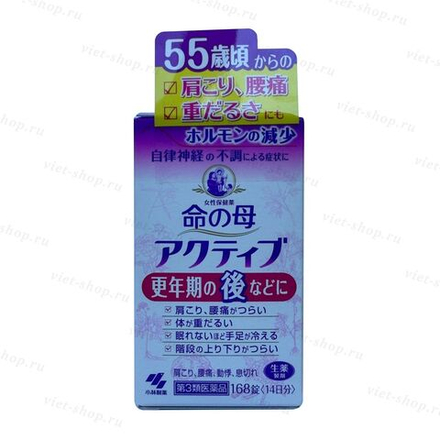 55歳頃からの
☑ 肩こり、腰痛
☑ 重だるさにも
ホルモンの減少
自律神経の不調による症状に
女性保健薬
命の母
アクティブ
更年期の後などに
☑ 肩こり、腰痛がつらい
☑ 体が重だるい
☑ 眠れないほど手足が冷える
☑ 階段の上り下りがつらい
肩こり、腰痛、動悸、息切れ
生薬製剤
小林製薬
第3類医薬品
168錠〈14日分〉
viet-shop.ru